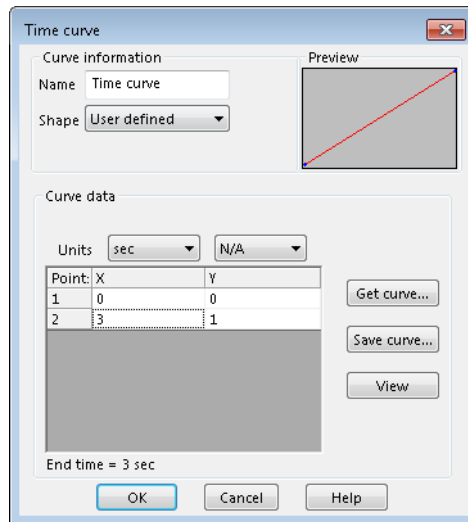 Time curve
Curve information
Preview
Name Time curve
Shape User defined
Curve data
Units sec N/A
Point: X Y
1 0 0
2 3 1
Get curve...
Save curve...
View
End time = 3 sec
OK Cancel Help